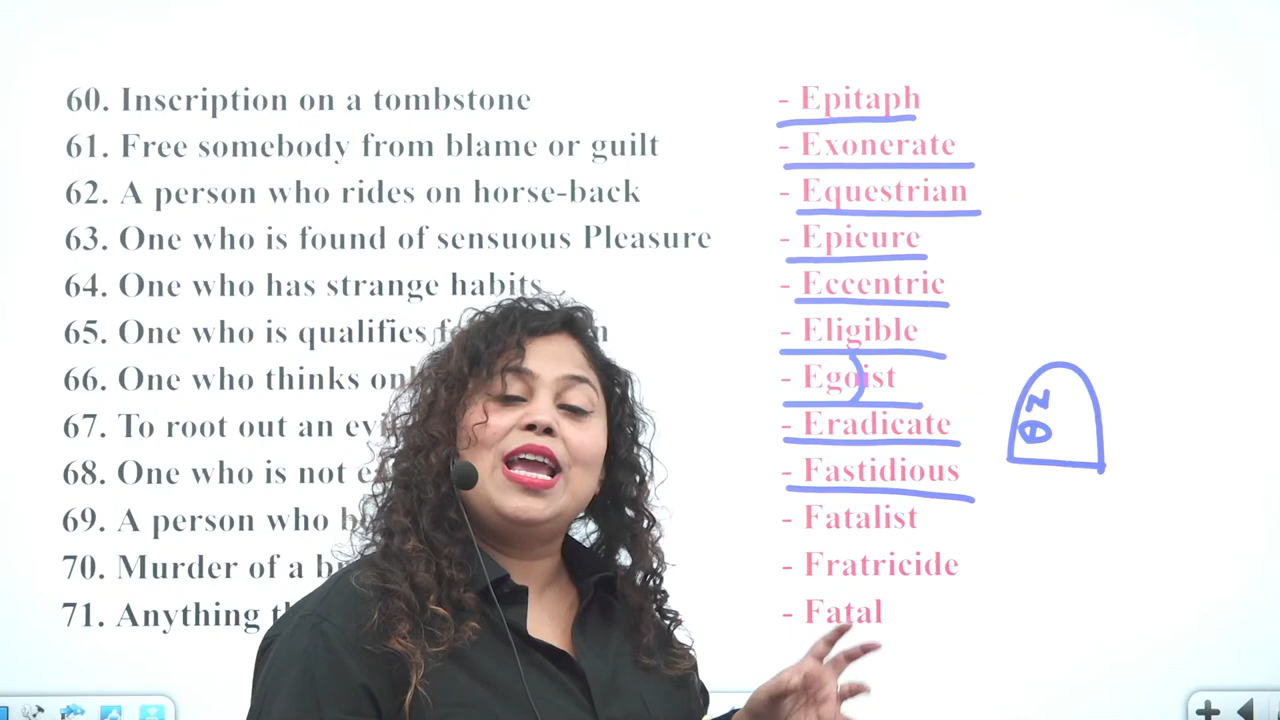 60. Inscription on a tombstone - Epitaph
61. Free somebody from blame or guilt - Exonerate
62. A person who rides on horse-back - Equestrian
63. One who is found of sensuous Pleasure - Epicure
64. One who has strange habits - Eccentric
65. One who is qualifies - Eligible
66. One who thinks - Egoist
67. To root out an - Eradicate
68. One who is not - Fastidious
69. A person who - Fatalist
70. Murder of a - Fratricide
71. Anything - Fatal